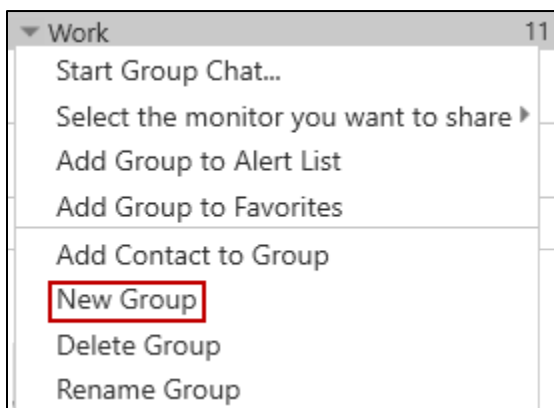 Work 11
Start Group Chat...
Select the monitor you want to share
Add Group to Alert List
Add Group to Favorites
Add Contact to Group
New Group
Delete Group
Rename Group